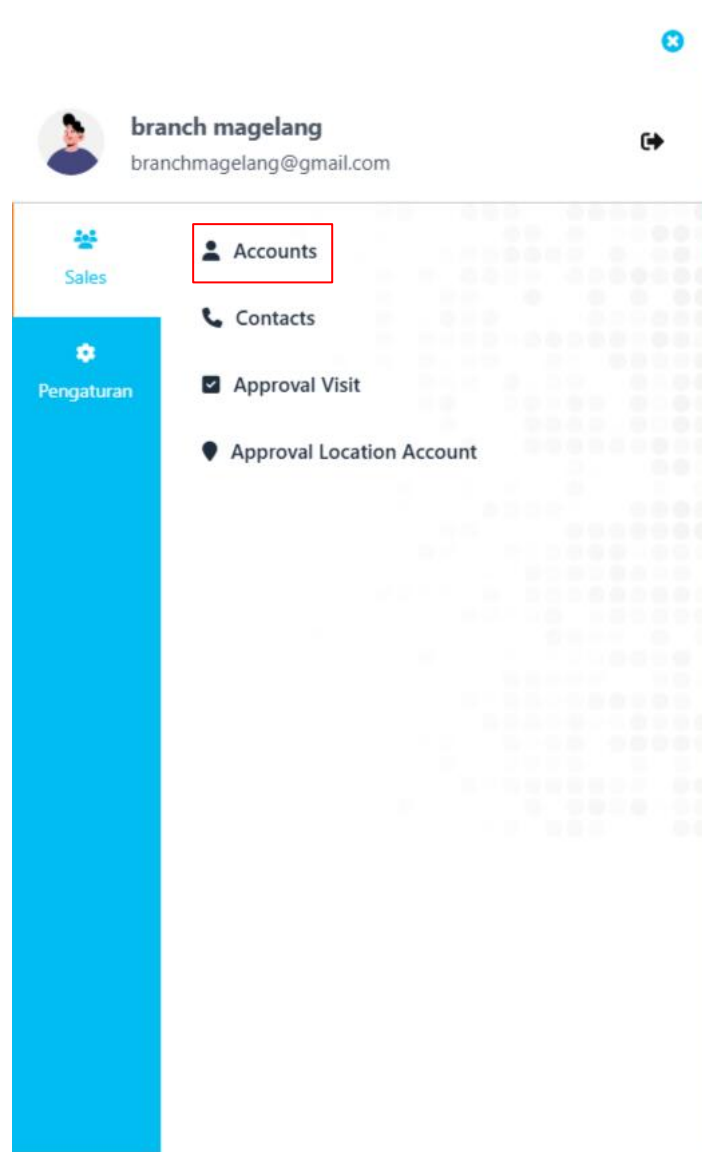 branch magelang
branchmagelang@gmail.com
Sales
Accounts
Contacts
Pengaturan
Approval Visit
Approval Location Account